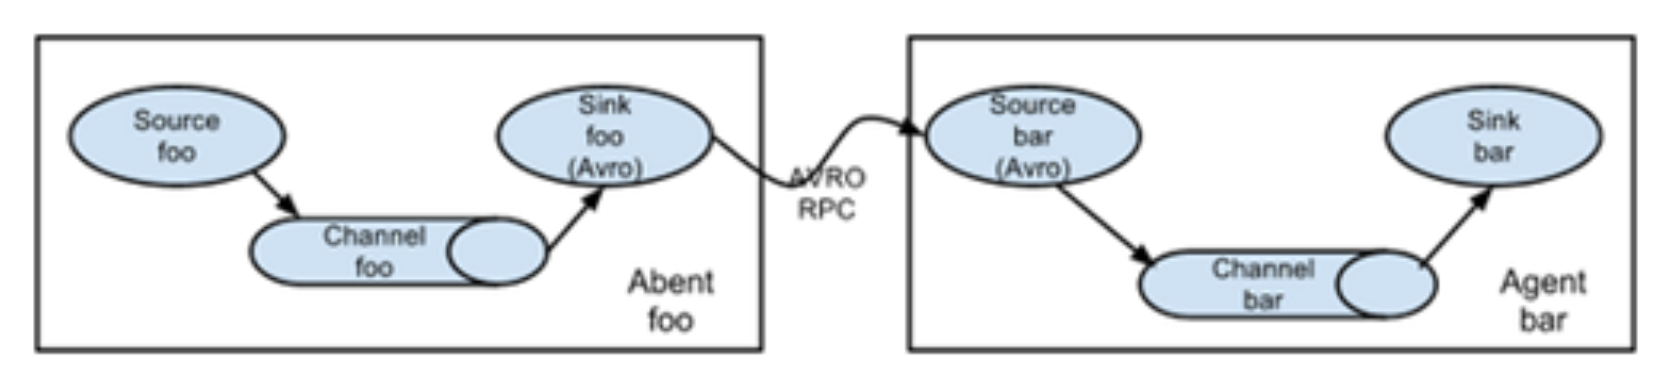 Source
foo
Channel
foo
Sink
foo
(Avro)
Abent
foo
AVRO
RPC
Source
bar
(Avro)
Channel
bar
Sink
bar
Agent
bar